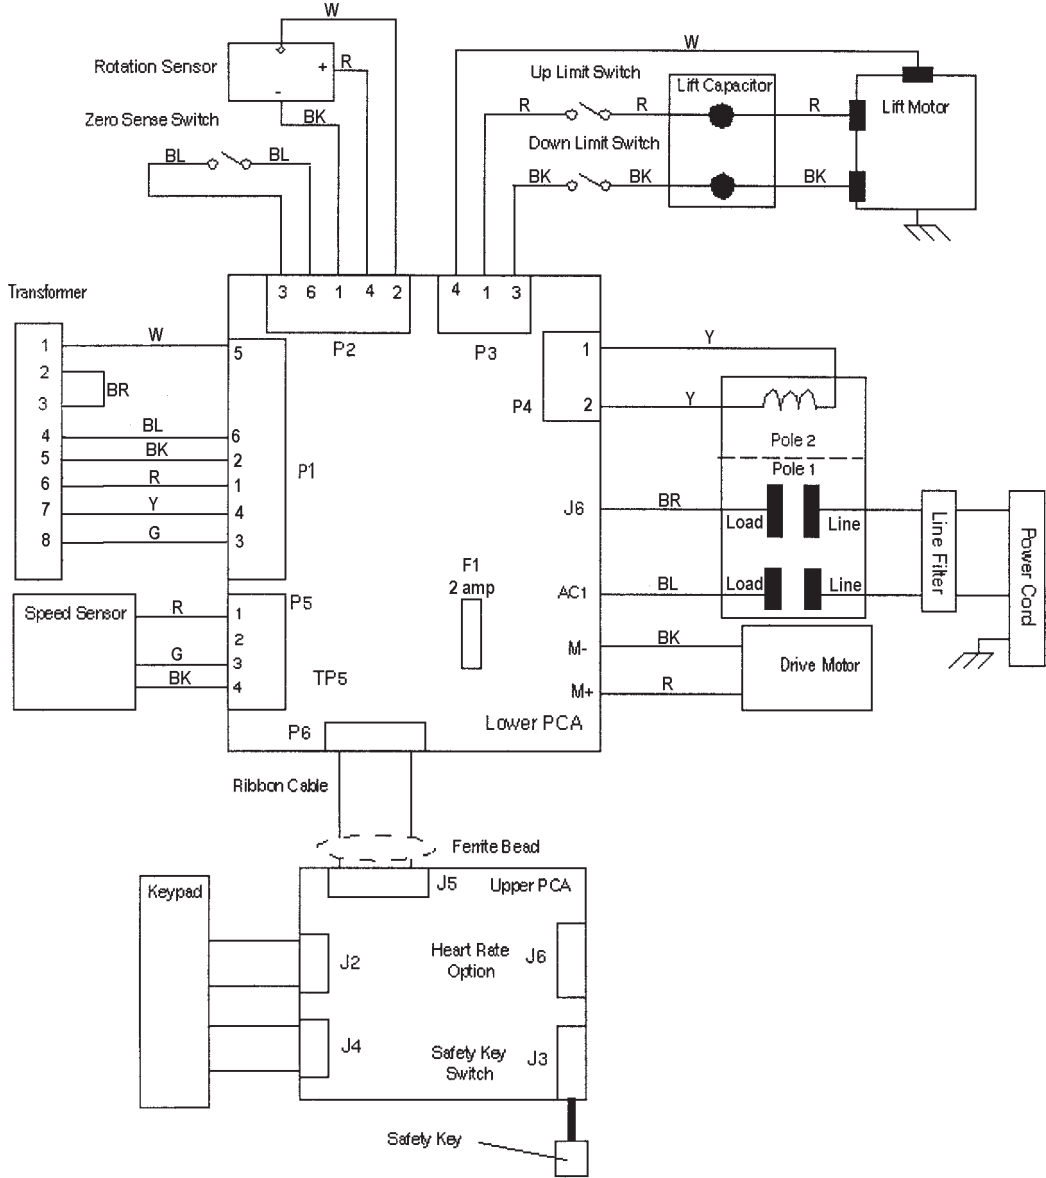 W
Rotation Sensor
+
R
-
BK
Zero Sense Switch
BL
BL
W
Up Limit Switch
Lift Capacitor
Lift Motor
R
R
R
Down Limit Switch
BK
BK
BK
3 6 1 4 2
P2
4 1 3
P3
Transformer
1
2
3
4
5
6
7
8
W
BR
BL
BK
R
Y
G
5
6
2
1
4
3
P1
1
2
P4
Y
Y
Pole 2
Pole 1
J6
BR
Load
Line
AC1
BL
Load
Line
Line Filter
Power Cord
F1
2 amp
Speed Sensor
R
G
BK
1
2
3
4
P5
TP5
M-
BK
M+
R
Drive Motor
Lower PCA
P6
Ribbon Cable
Ferrite Bead
J5
Upper PCA
Keypad
J2
J4
Heart Rate
Option
J6
Safety Key
Switch
J3
Safety Key